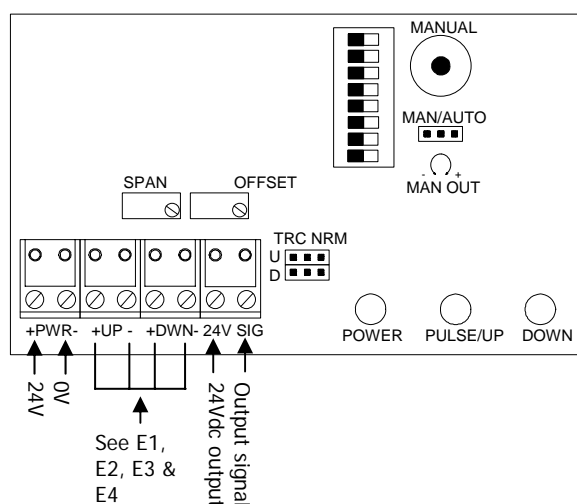 MANUAL
MAN/AUTO
- +
MAN OUT
SPAN
OFFSET
TRC NRM
U
D
+PWR-
+UP -
+DWN-
24V SIG
POWER
PULSE/UP
DOWN
24V
0V
24Vdc output
Output signal
See E1,
E2, E3 &
E4